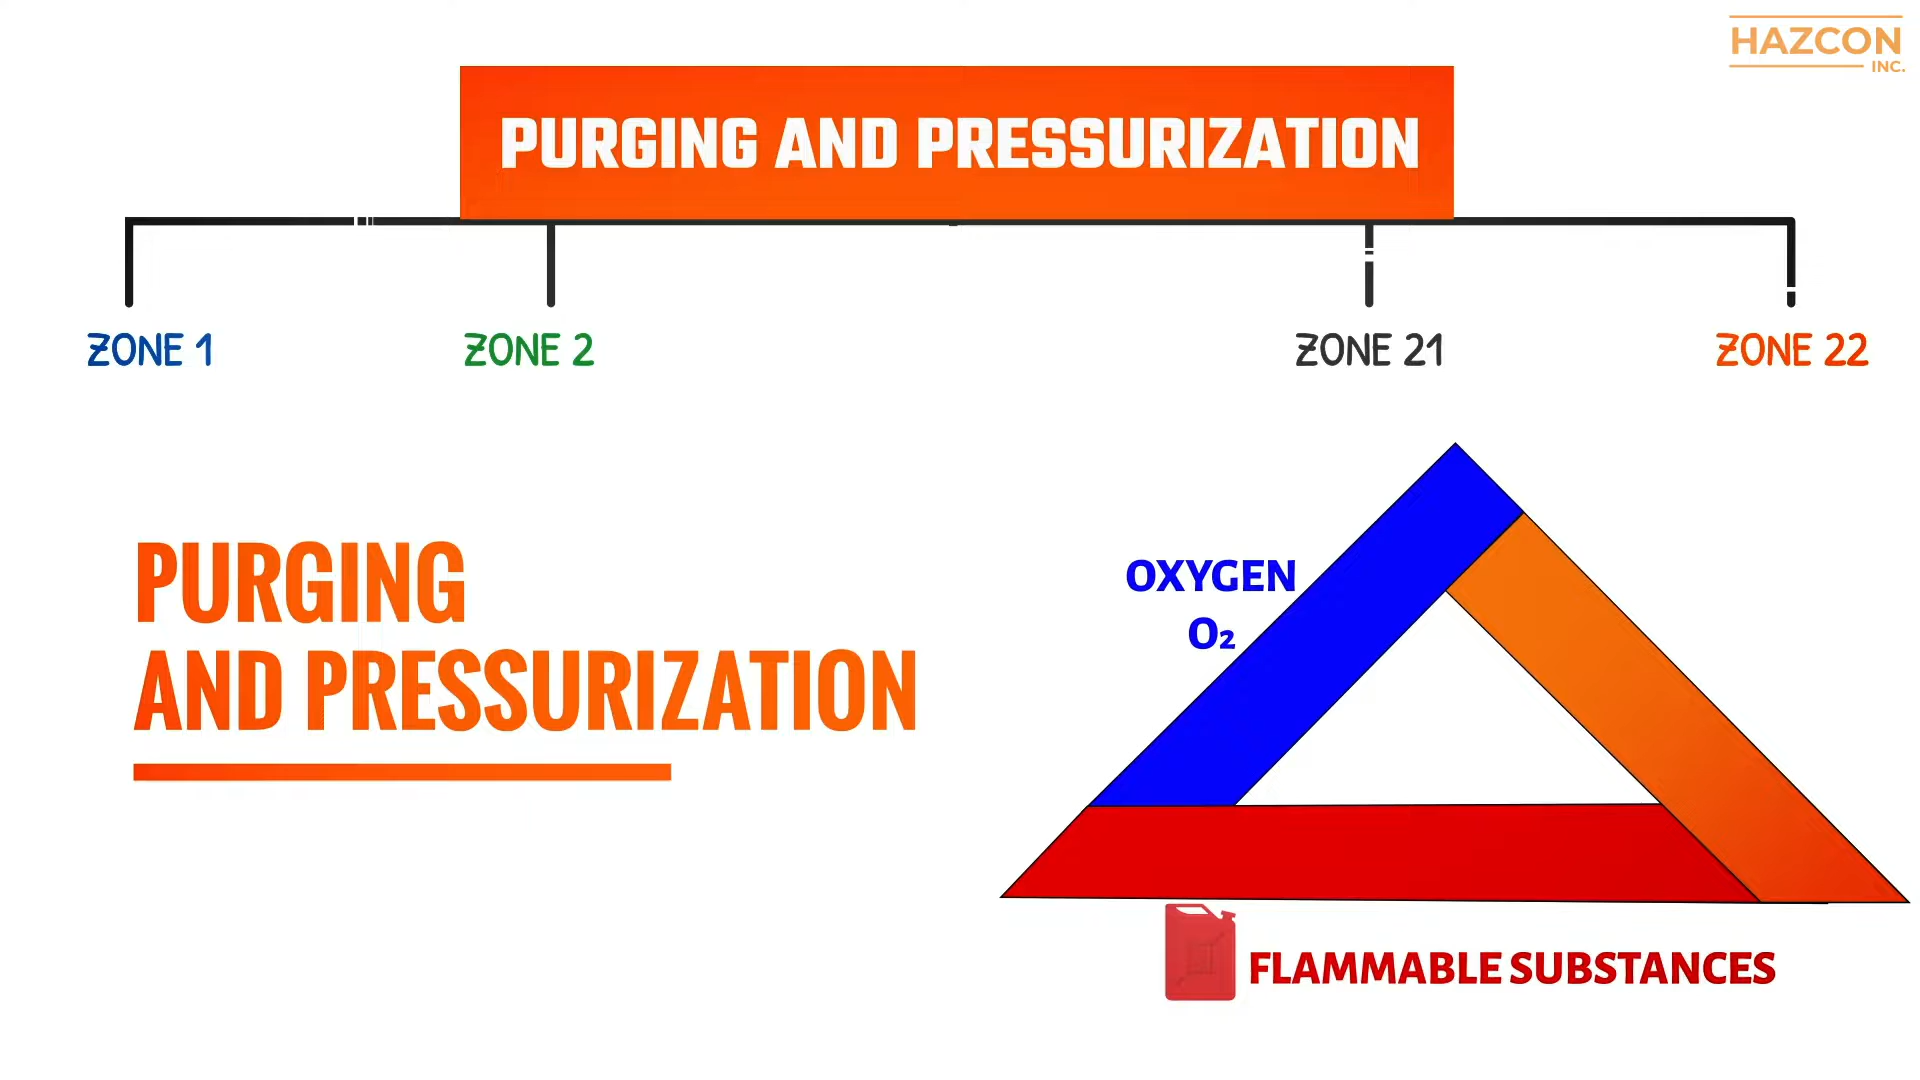 HAZCON
INC.
PURGING AND PRESSURIZATION
ZONE 1
ZONE 2
ZONE 21
ZONE 22
PURGING
AND PRESSURIZATION
OXYGEN
O₂
FLAMMABLE SUBSTANCES